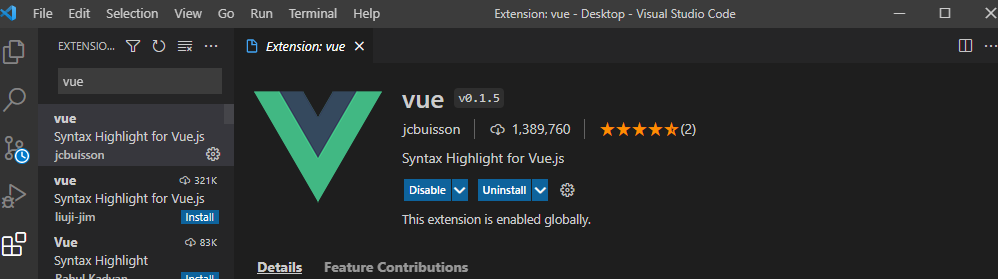 File Edit Selection View Go Run Terminal Help Extension: vue - Desktop - Visual Studio Code
EXTENSIO...
Extension: vue
vue
vue
Syntax Highlight for Vue.js
jcbuisson
vue 321K
Syntax Highlight for Vue.js
liuji-jim Install
Vue 83K
Syntax Highlight
Rahul Kadyan Install
vue v0.1.5
jcbuisson 1,389,760 (2)
Syntax Highlight for Vue.js
Disable Uninstall
This extension is enabled globally.
Details Feature Contributions